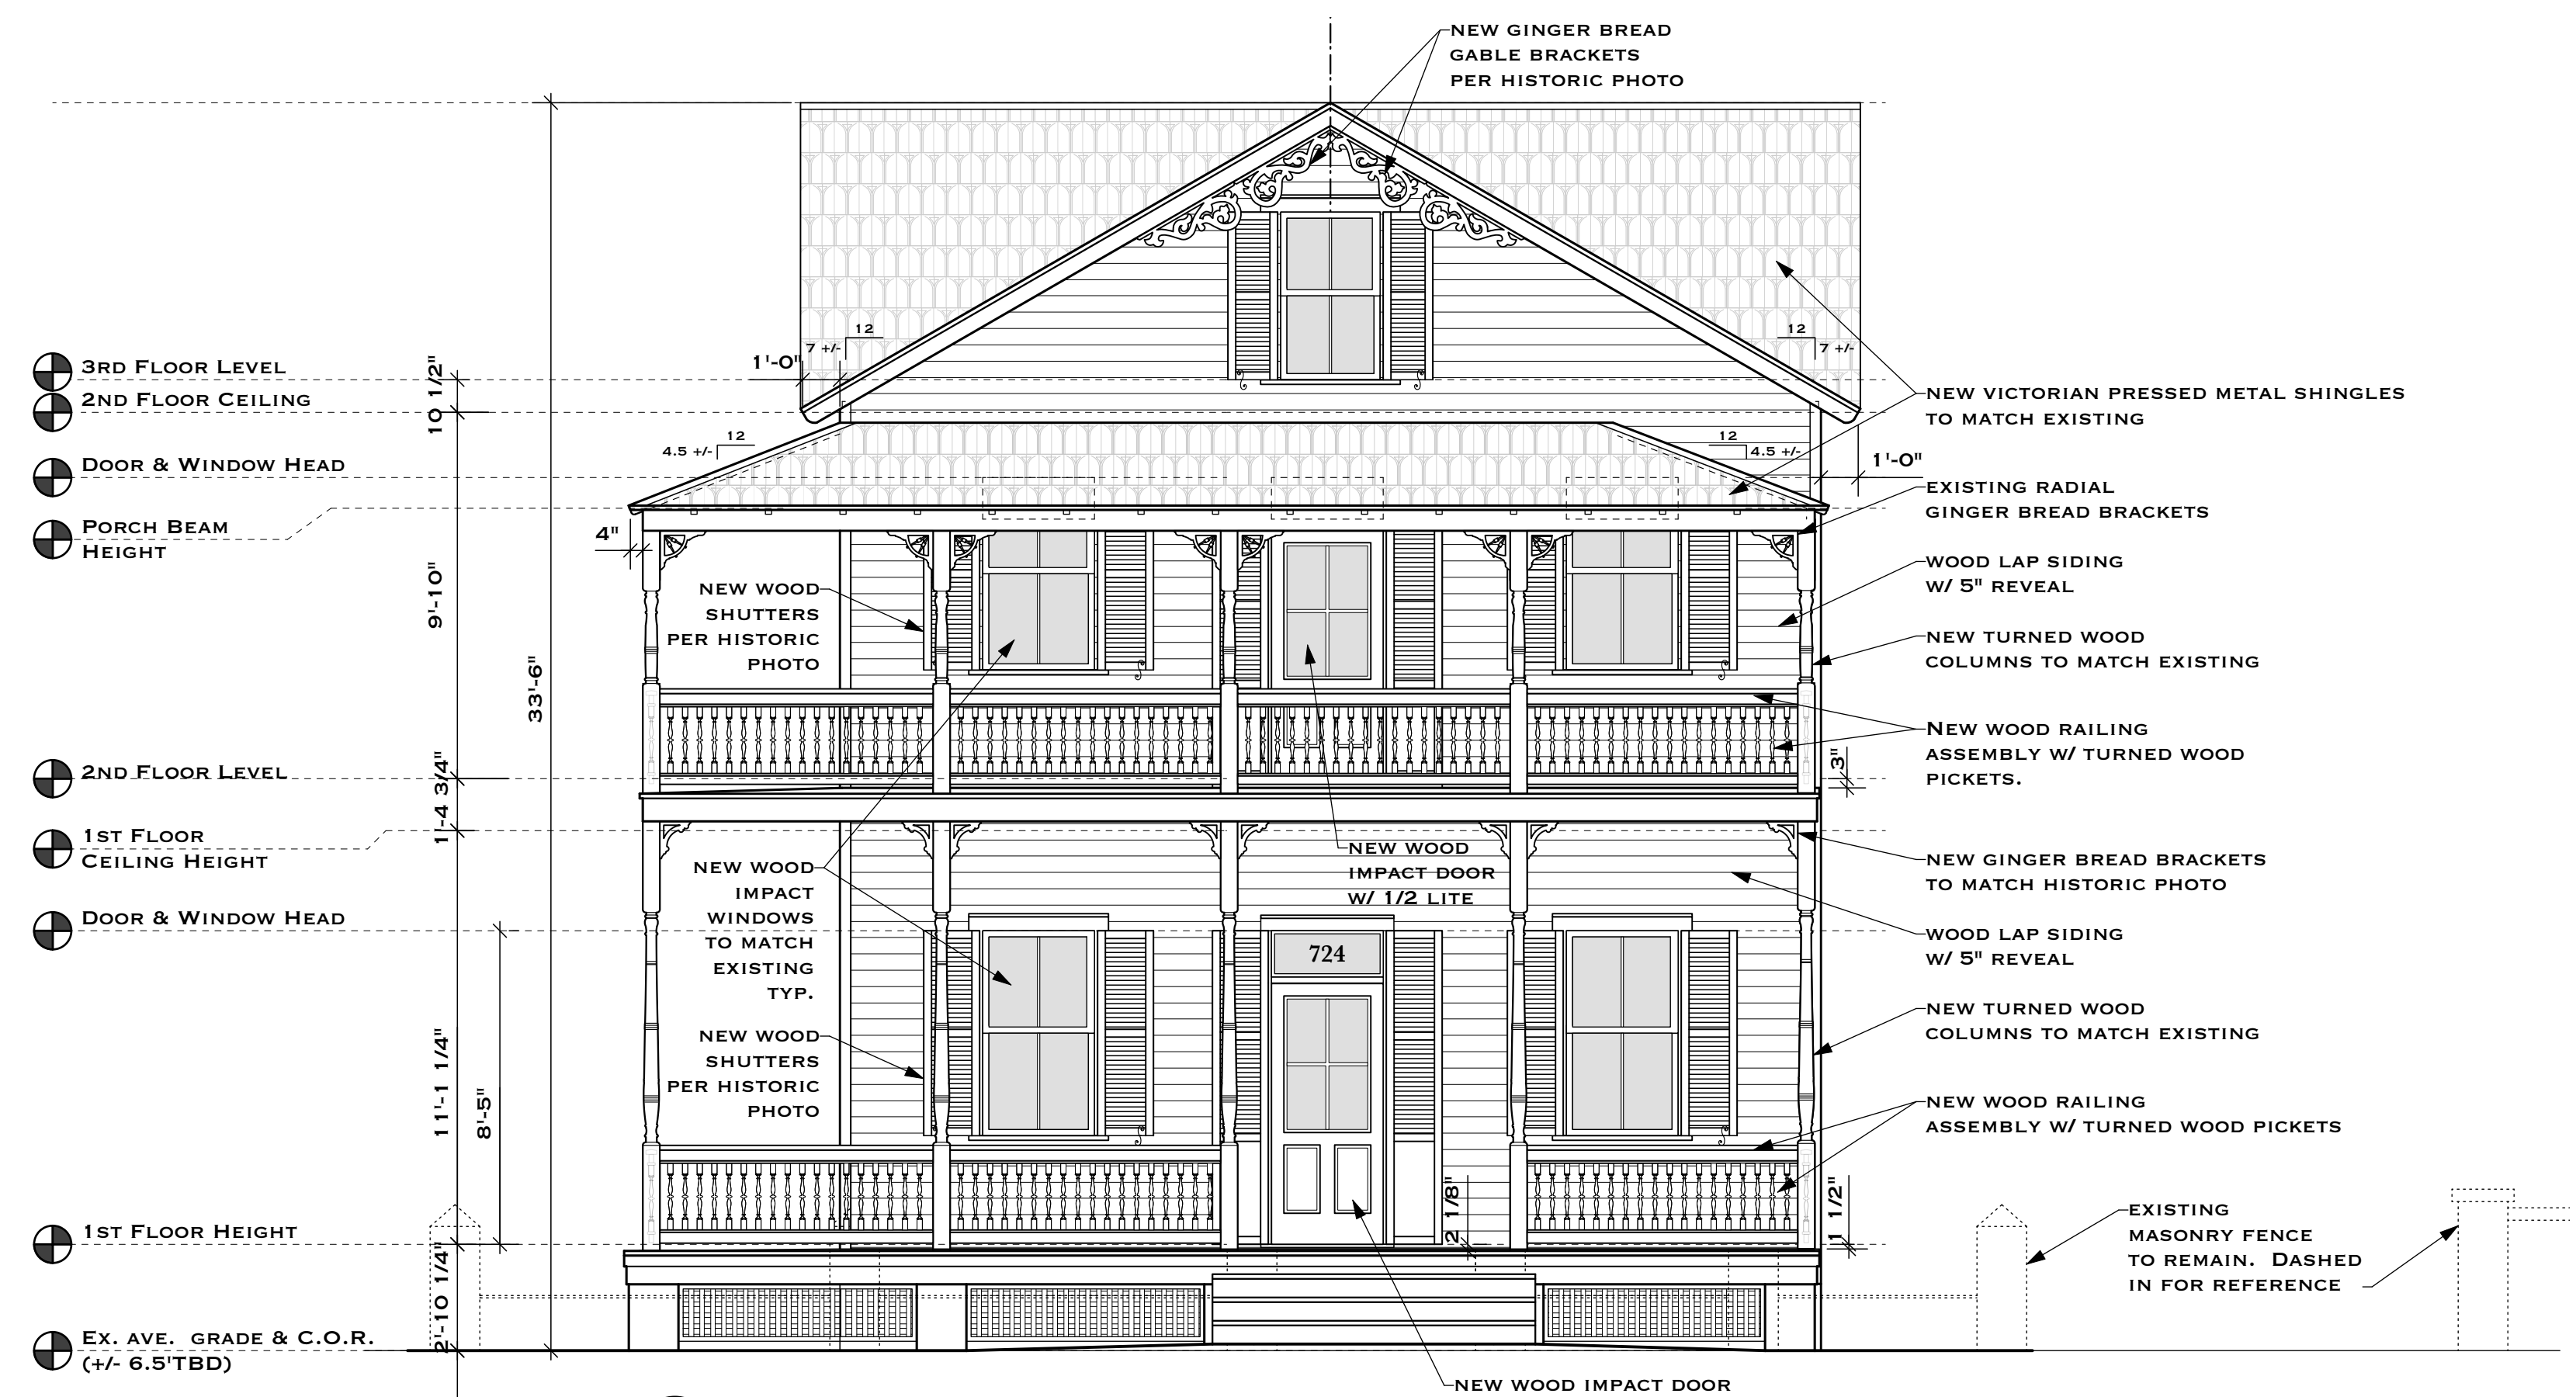 NEW GINGER BREAD
GABLE BRACKETS
PER HISTORIC PHOTO
3RD FLOOR LEVEL
2ND FLOOR CEILING
DOOR & WINDOW HEAD
PORCH BEAM
HEIGHT
2ND FLOOR LEVEL
1ST FLOOR
CEILING HEIGHT
DOOR & WINDOW HEAD
1ST FLOOR HEIGHT
EX. AVE. GRADE & C.O.R.
(+/- 6.5'TBD)
10 1/2"
9'-10"
1'-4 3/4"
11'-1 1/4"
2'-10 1/4"
8'-5"
33'-6"
1'-0"
12
7 +/-
12
7 +/-
12
4.5 +/-
12
4.5 +/-
1'-0"
4"
NEW WOOD
SHUTTERS
PER HISTORIC
PHOTO
NEW WOOD
IMPACT
WINDOWS
TO MATCH
EXISTING
TYP.
NEW WOOD
SHUTTERS
PER HISTORIC
PHOTO
NEW WOOD
IMPACT DOOR
W/ 1/2 LITE
724
2 1/8"
3"
1 1/2"
NEW VICTORIAN PRESSED METAL SHINGLES
TO MATCH EXISTING
EXISTING RADIAL
GINGER BREAD BRACKETS
WOOD LAP SIDING
W/ 5" REVEAL
NEW TURNED WOOD
COLUMNS TO MATCH EXISTING
NEW WOOD RAILING
ASSEMBLY W/ TURNED WOOD
PICKETS.
NEW GINGER BREAD BRACKETS
TO MATCH HISTORIC PHOTO
WOOD LAP SIDING
W/ 5" REVEAL
NEW TURNED WOOD
COLUMNS TO MATCH EXISTING
NEW WOOD RAILING
ASSEMBLY W/ TURNED WOOD PICKETS
EXISTING
MASONRY FENCE
TO REMAIN. DASHED
IN FOR REFERENCE
NEW WOOD IMPACT DOOR